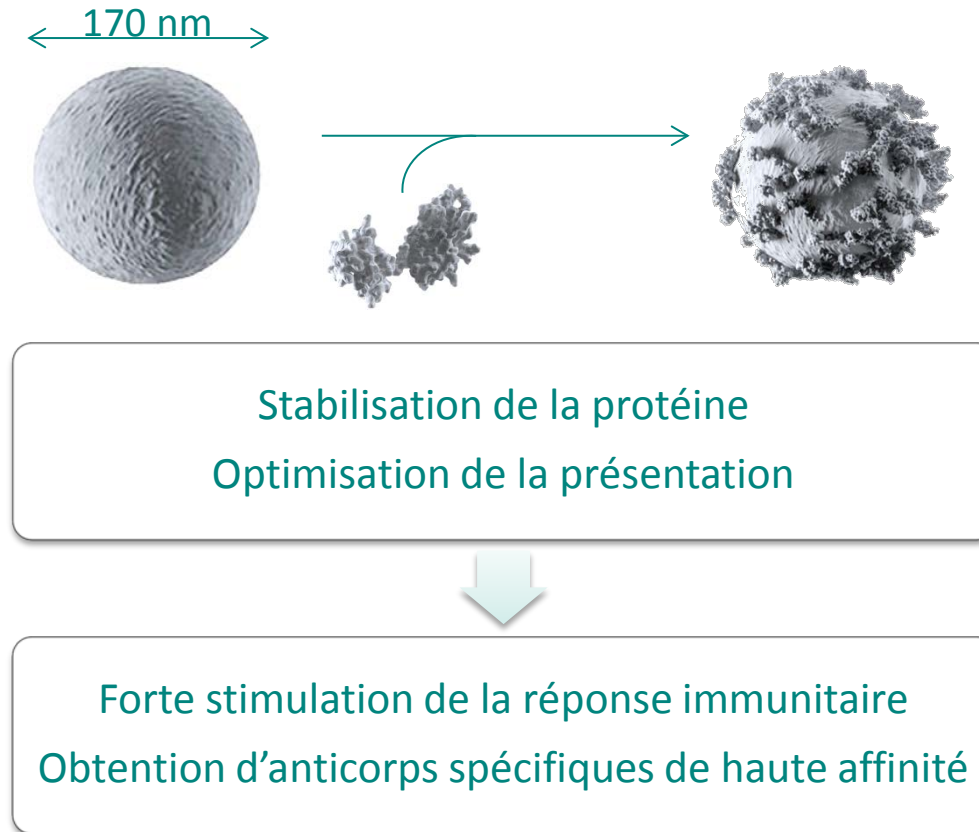 170 nm
Stabilisation de la protéine
Optimisation de la présentation
Forte stimulation de la réponse immunitaire
Obtention d’anticorps spécifiques de haute affinité